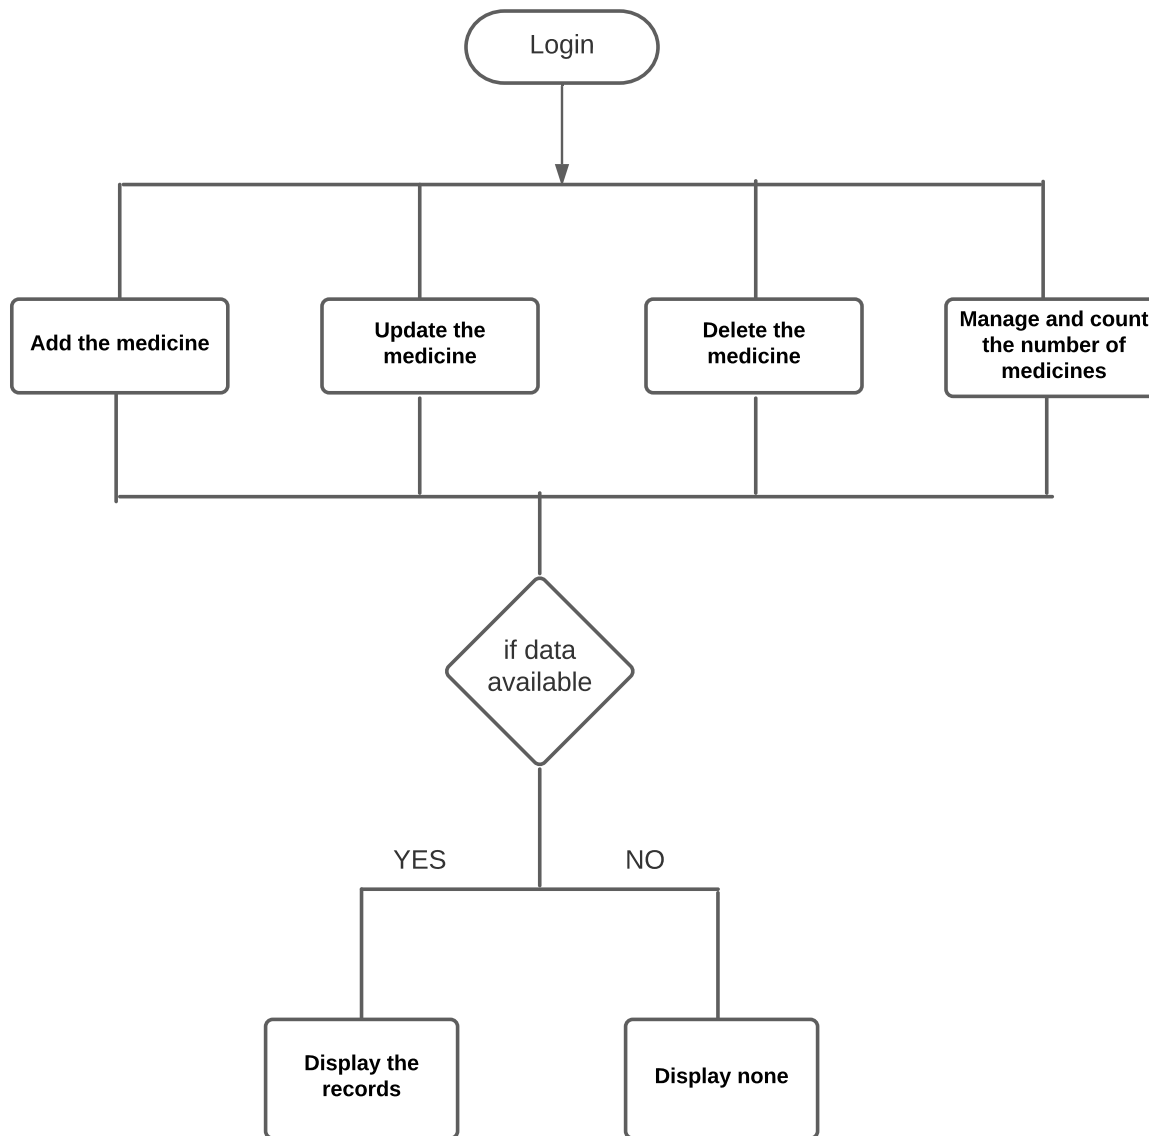 Login
Add the medicine
Update the
medicine
Delete the
medicine
Manage and count
the number of
medicines
if data
available
YES
NO
Display the
records
Display none